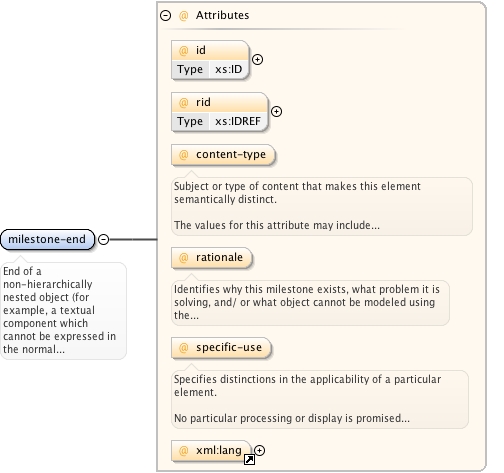 Attributes
@ id
Type xs:ID
@ rid
Type xs:IDREF
@ content-type
Subject or type of content that makes this element
semantically distinct.
The values for this attribute may include...
milestone-end
End of a
non-hierarchically
nested object (for
example, a textual
component which
cannot be expressed in
the normal...
@ rationale
Identifies why this milestone exists, what problem it is
solving, and/ or what object cannot be modeled using
the...
@ specific-use
Specifies distinctions in the applicability of a particular
element.
No particular processing or display is promised...
@ xml:lang